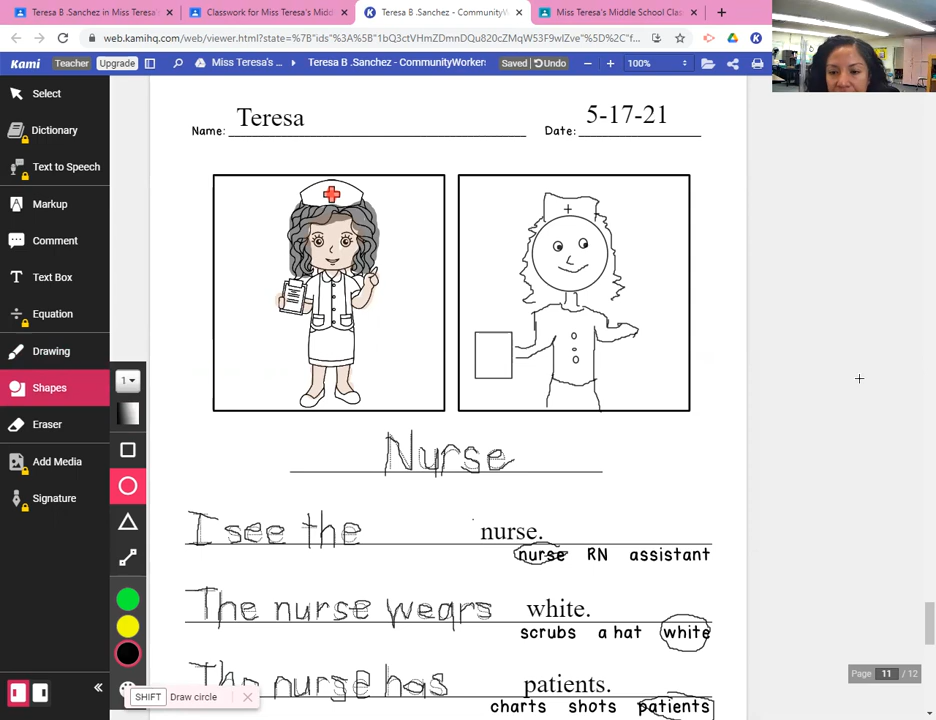 Teresa B .Sanchez in Miss Teresa'
Classwork for Miss Teresa's Midd
Teresa B .Sanchez - CommunityW
Miss Teresa's Middle School Clas
web.kamihq.com/web/viewer.html?state=%7B"ids"%3A%5B"1bQ3ctVHmZDmnDQu820cZMqW53F9wlZve"%5D%2C"f...
Kami Teacher Upgrade Miss Teresa's ... Teresa B .Sanchez - CommunityWorker: Saved Undo 100%
Select
Dictionary
Text to Speech
Markup
Comment
Text Box
Equation
Drawing
Shapes
Eraser
Add Media
Signature
1
Name: Teresa Date: 5-17-21
Nurse
I see the nurse.
nurse RN assistant
The nurse wears white.
scrubs a hat white
The nurse has patients.
charts shots patients
SHIFT Draw circle
Page 11 / 12